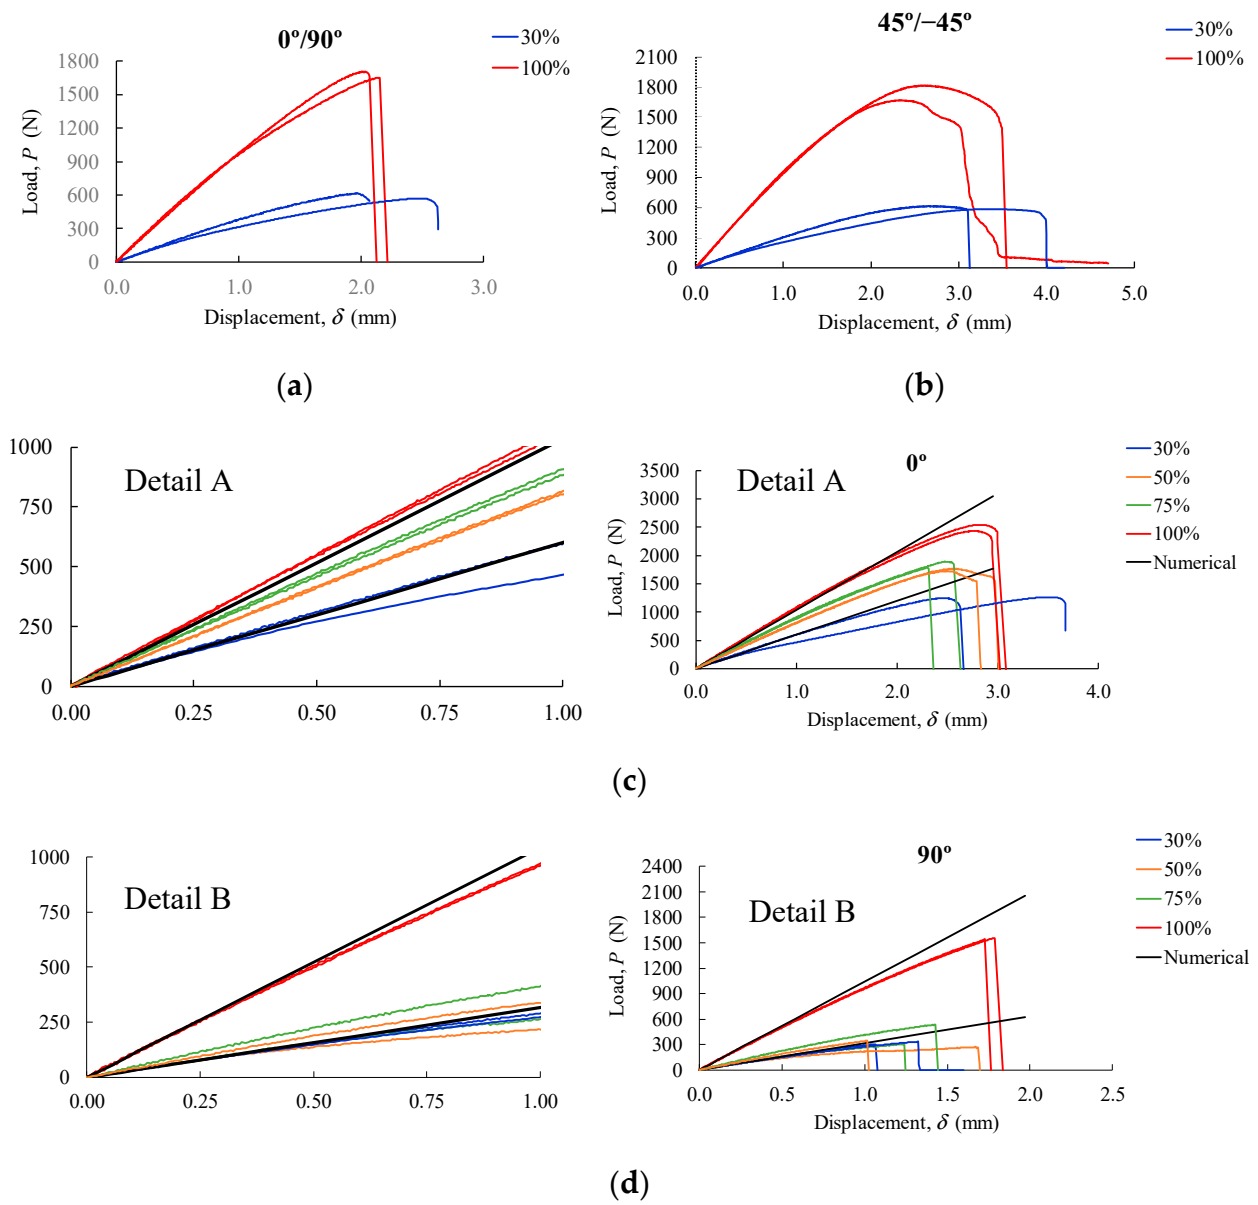 0º/90º
30%
100%
1800
1500
1200
900
600
300
0
0.0 1.0 2.0 3.0
Load, P (N)
Displacement, δ (mm)
(a)
45º/−45º
30%
100%
2100
1800
1500
1200
900
600
300
0
0.0 1.0 2.0 3.0 4.0 5.0
Load, P (N)
Displacement, δ (mm)
(b)
Detail A
1000
750
500
250
0
0.00 0.25 0.50 0.75 1.00
Detail A
0º
30%
50%
75%
100%
Numerical
3500
3000
2500
2000
1500
1000
500
0
0.0 1.0 2.0 3.0 4.0
Load, P (N)
Displacement, δ (mm)
(c)
Detail B
1000
750
500
250
0
0.00 0.25 0.50 0.75 1.00
Detail B
90º
30%
50%
75%
100%
Numerical
2400
2100
1800
1500
1200
900
600
300
0
0.0 0.5 1.0 1.5 2.0 2.5
Load, P (N)
Displacement, δ (mm)
(d)